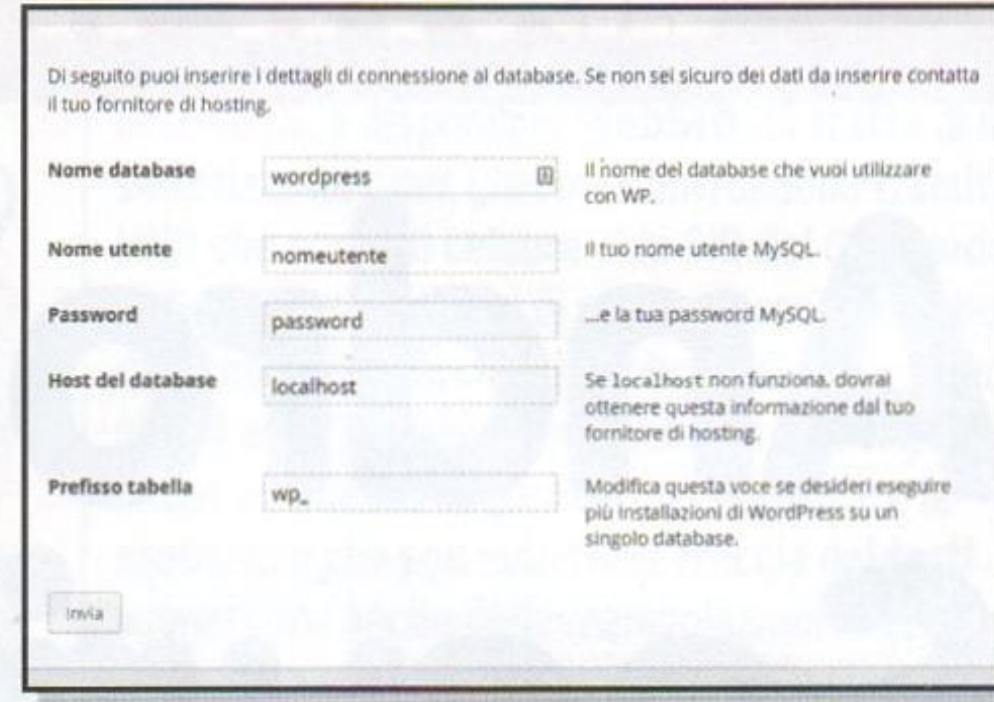 Di seguito puoi inserire i dettagli di connessione al database. Se non sei sicuro dei dati da inserire contatta
il tuo fornitore di hosting.
Nome database
wordpress
Il nome del database che vuoi utilizzare
con WP.
Nome utente
nomeutente
Il tuo nome utente MySQL.
Password
password
...e la tua password MySQL.
Host del database
localhost
Se localhost non funziona, dovrai
ottenere questa informazione dal tuo
fornitore di hosting.
Prefisso tabella
wp_
Modifica questa voce se desideri eseguire
più installazioni di WordPress su un
singolo database.
Invia